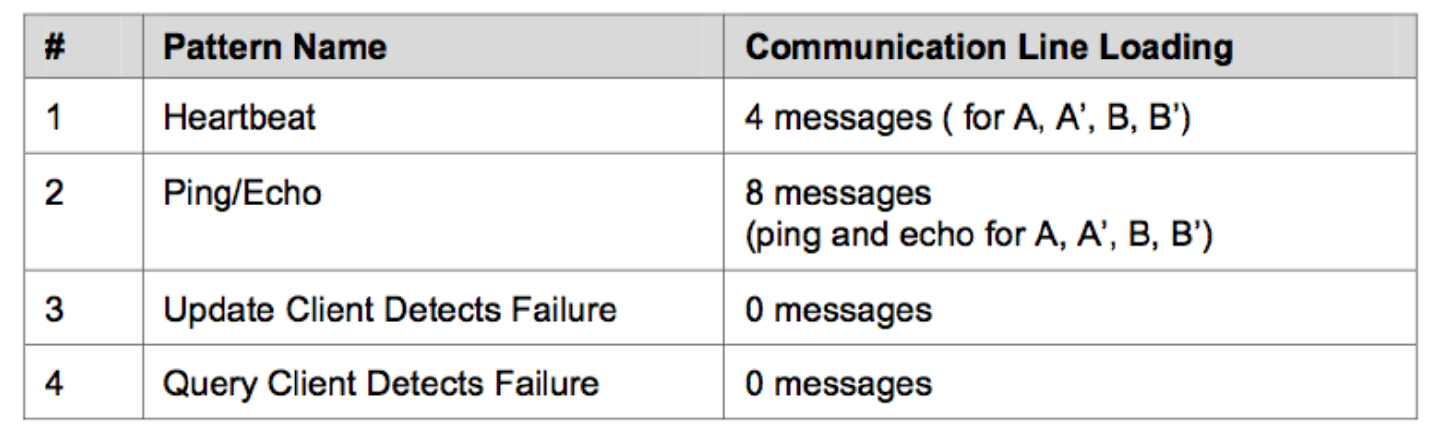 # Pattern Name Communication Line Loading
1 Heartbeat 4 messages ( for A, A’, B, B’)
2 Ping/Echo 8 messages
(ping and echo for A, A’, B, B’)
3 Update Client Detects Failure 0 messages
4 Query Client Detects Failure 0 messages